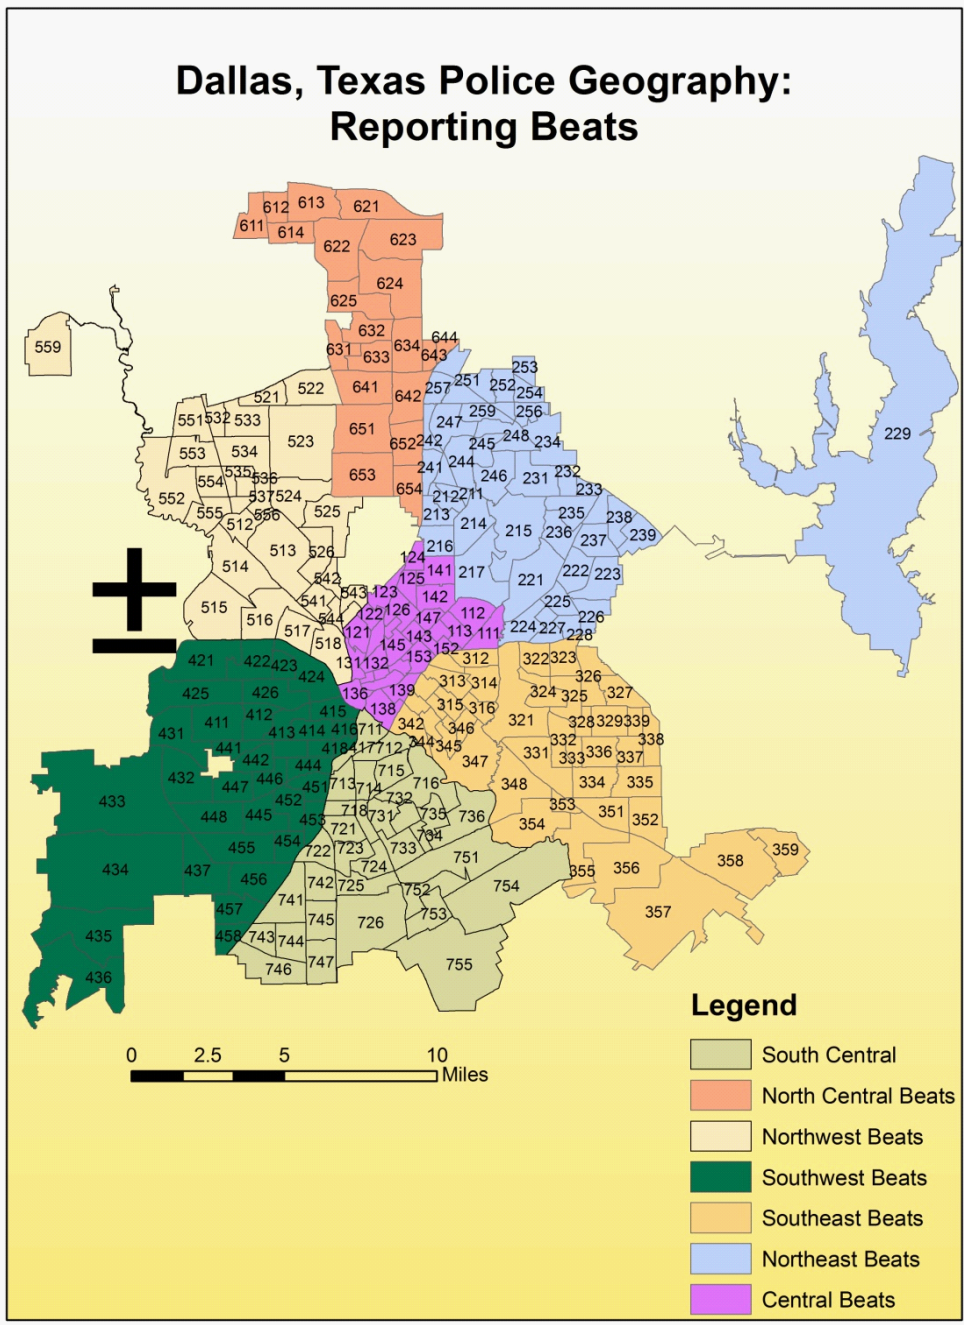 Dallas, Texas Police Geography:
Reporting Beats
612 613 621
611 614
622 623
624
625
632
631 633 634 644
643
641 642
651
652
653
654
559
521 522
551 532 533
523
553 534
554 535 536
552 537 524
555 556 525
512
513 526
514
542
541 543
515 544
516
517
518
253
257 251 252 254
259 256
247
242 245 248 234
241 244
246 231 232
212 211 233
213 235 238
214 215 236 237 239
216
217 221 222 223
225
226
224 227
228
229
124
125 141
123 142
122 126 112
147
121 143 113 111
145 152
131 132 153
136 139
138
312 322 323
313 314 326
324 325 327
315 316
342 321 328 329 339
346 338
344 345 332
331 333 336 337
347
348 334 335
353 351
354 352
355 356 358 359
357
421 422 423
424
425 426
415
411 412
431 413 414 416
441 418 417
442 444
432 446
447 451
433 452
448 445 453
455 454
434 437 456
457
435 458
436
711
712
715
713 714 716
732
718 731 735 736
721 734
722 723 733
724 751
742 725 752 754
741
745 726 753
743 744
746 747 755
0 2.5 5 10
Miles
Legend
South Central
North Central Beats
Northwest Beats
Southwest Beats
Southeast Beats
Northeast Beats
Central Beats